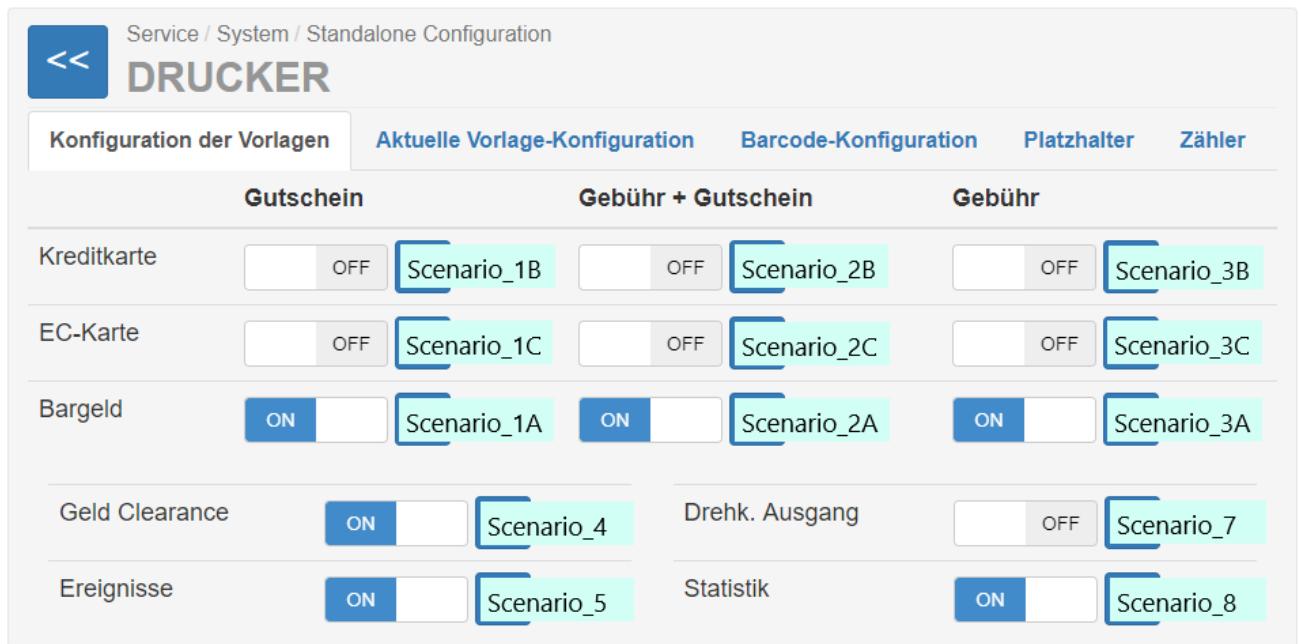 <<
Service / System / Standalone Configuration
DRUCKER
Konfiguration der Vorlagen Aktuelle Vorlage-Konfiguration Barcode-Konfiguration Platzhalter Zähler
Gutschein Gebühr + Gutschein Gebühr
Kreditkarte OFF Scenario_1B OFF Scenario_2B OFF Scenario_3B
EC-Karte OFF Scenario_1C OFF Scenario_2C OFF Scenario_3C
Bargeld ON Scenario_1A ON Scenario_2A ON Scenario_3A
Geld Clearance ON Scenario_4 Drehk. Ausgang OFF Scenario_7
Ereignisse ON Scenario_5 Statistik ON Scenario_8